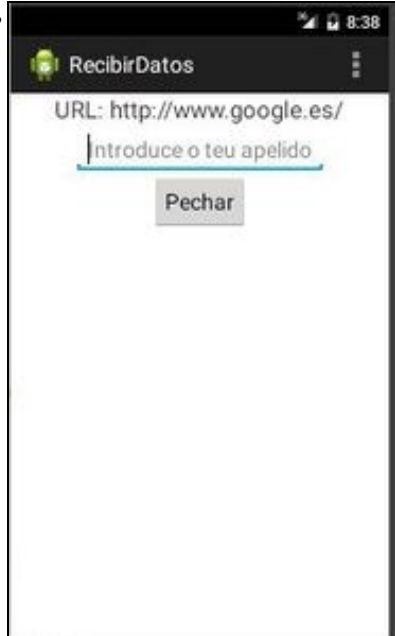 8:38
RecibirDatos
URL: http://www.google.es/
Introduce o teu apelido
Pechar